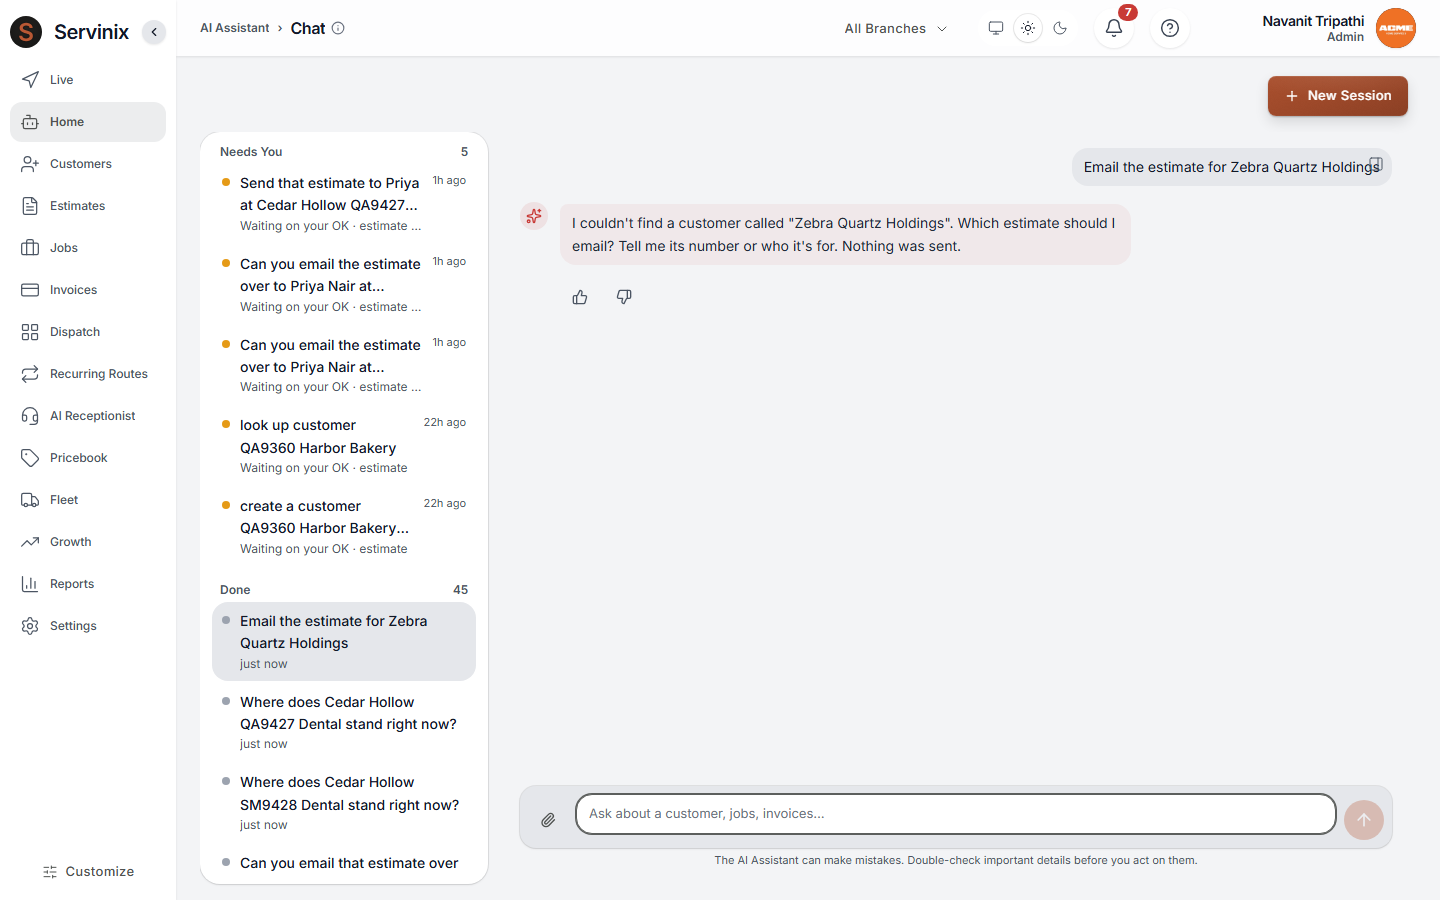 Servinix
AI Assistant › Chat
All Branches
7
Navanit Tripathi
Admin
ACME
Live
Home
Customers
Estimates
Jobs
Invoices
Dispatch
Recurring Routes
AI Receptionist
Pricebook
Fleet
Growth
Reports
Settings
Customize
+ New Session
Needs You 5
Send that estimate to Priya 1h ago
at Cedar Hollow QA9427...
Waiting on your OK · estimate ...
Can you email the estimate 1h ago
over to Priya Nair at...
Waiting on your OK · estimate ...
Can you email the estimate 1h ago
over to Priya Nair at...
Waiting on your OK · estimate ...
look up customer 22h ago
QA9360 Harbor Bakery
Waiting on your OK · estimate
create a customer 22h ago
QA9360 Harbor Bakery...
Waiting on your OK · estimate
Done 45
Email the estimate for Zebra
Quartz Holdings
just now
Where does Cedar Hollow
QA9427 Dental stand right now?
just now
Where does Cedar Hollow
SM9428 Dental stand right now?
just now
Can you email that estimate over
Email the estimate for Zebra Quartz Holdings
I couldn't find a customer called "Zebra Quartz Holdings". Which estimate should I
email? Tell me its number or who it's for. Nothing was sent.
Ask about a customer, jobs, invoices...
The AI Assistant can make mistakes. Double-check important details before you act on them.